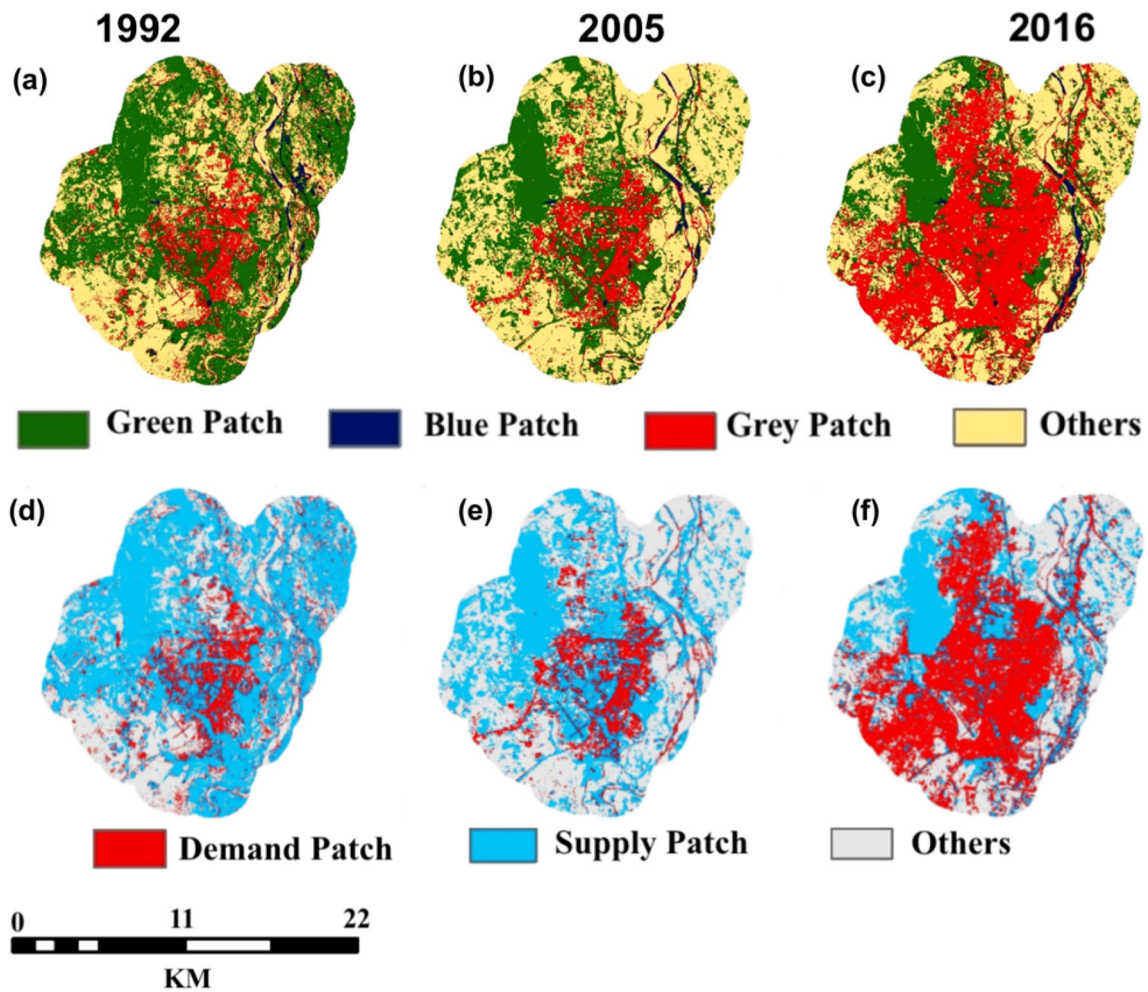 1992 2005 2016
(a) (b) (c)
Green Patch Blue Patch Grey Patch Others
(d) (e) (f)
Demand Patch Supply Patch Others
0 11 22
KM